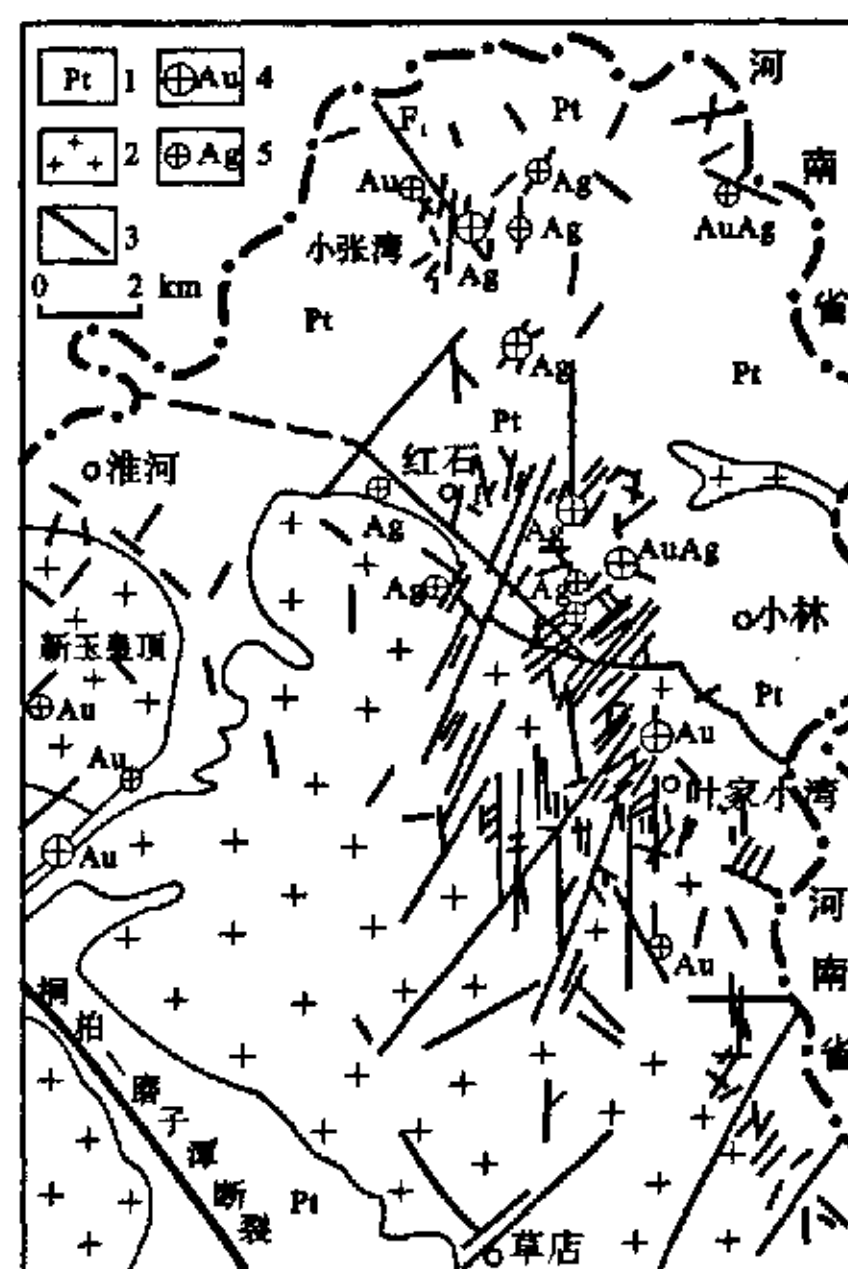 Pt 1
Au 4
2
Ag 5
3
0 2 km
河
南
省
F₁
Pt
Au
Ag
AuAg
小张湾
Ag
Ag
Pt
Ag
Pt
Pt
红石
淮河
Ag
Ag
AuAg
Ag
Ag
小林
新玉皇顶
Pt
Au
Au
Au
叶家小湾
Au
河
南
省
Au
桐
柏
—
磨
子
潭
断
裂
Pt
草店